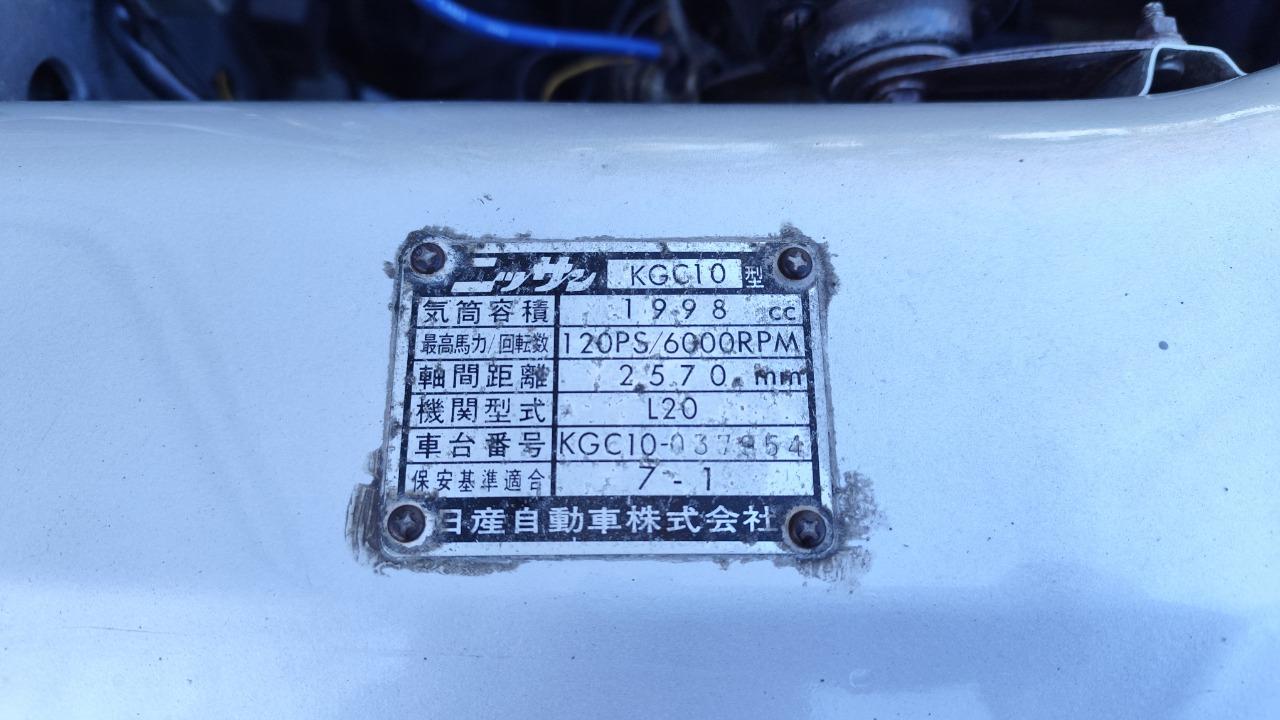 ニッサン KGC10 型
気筒容積 1998 cc
最高馬力/回転数 120PS/6000RPM
軸間距離 2570 mm
機関型式 L20
車台番号 KGC10-037954
保安基準適合 7-1
日産自動車株式会社